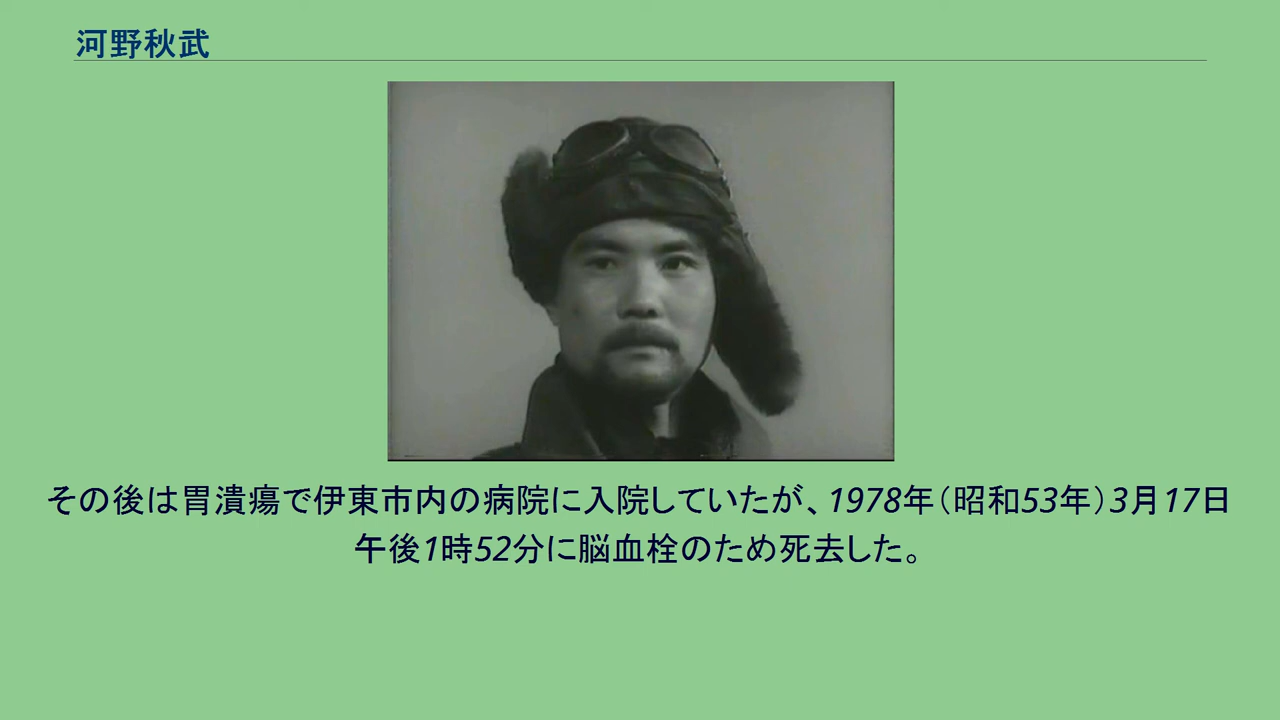 河野秋武
その後は胃潰瘍で伊東市内の病院に入院していたが、1978年（昭和53年）3月17日
午後1時52分に脳血栓のため死去した。